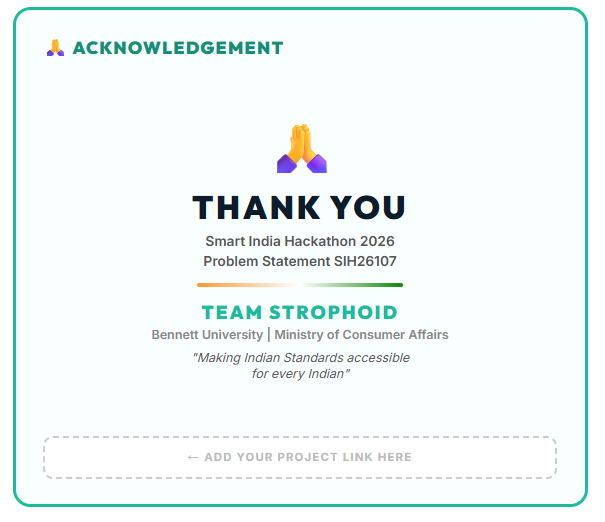 ACKNOWLEDGEMENT
THANK YOU
Smart India Hackathon 2026
Problem Statement SIH26107
TEAM STROPHOID
Bennett University | Ministry of Consumer Affairs
"Making Indian Standards accessible
for every Indian"
← ADD YOUR PROJECT LINK HERE